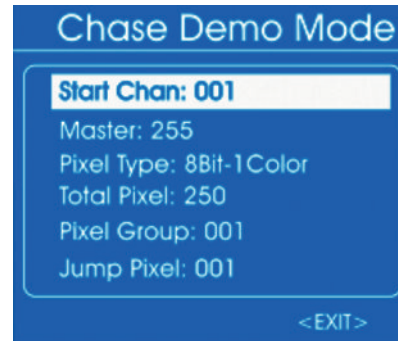 Chase Demo Mode
Start Chan: 001
Master: 255
Pixel Type: 8Bit-1Color
Total Pixel: 250
Pixel Group: 001
Jump Pixel: 001
<EXIT>